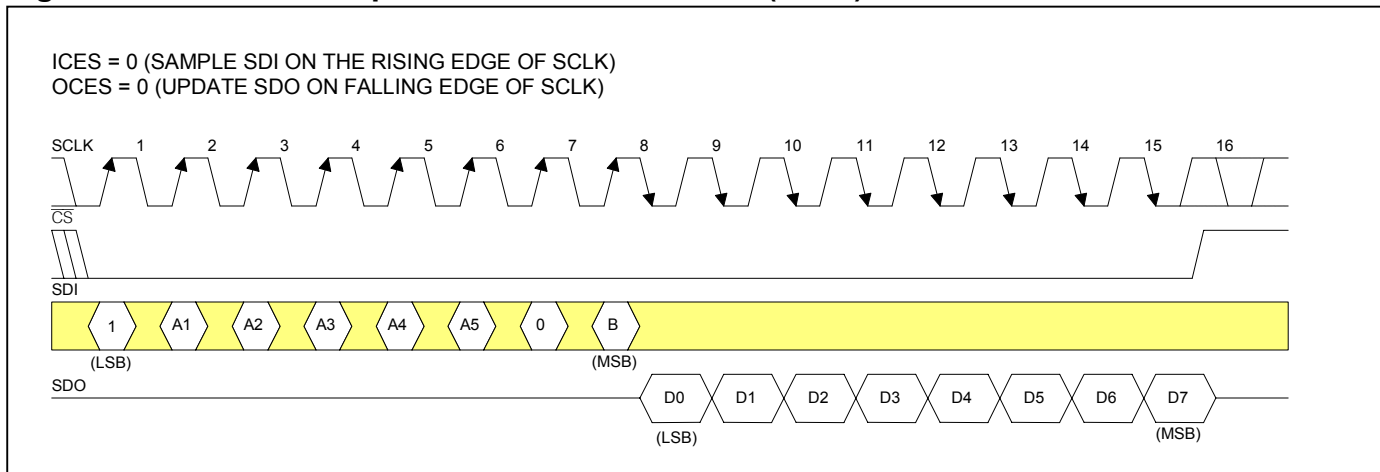 ICES = 0 (SAMPLE SDI ON THE RISING EDGE OF SCLK)
OCES = 0 (UPDATE SDO ON FALLING EDGE OF SCLK)
SCLK 1 2 3 4 5 6 7 8 9 10 11 12 13 14 15 16
CS
SDI
1 A1 A2 A3 A4 A5 0 B
(LSB) (MSB)
SDO
D0 D1 D2 D3 D4 D5 D6 D7
(LSB) (MSB)